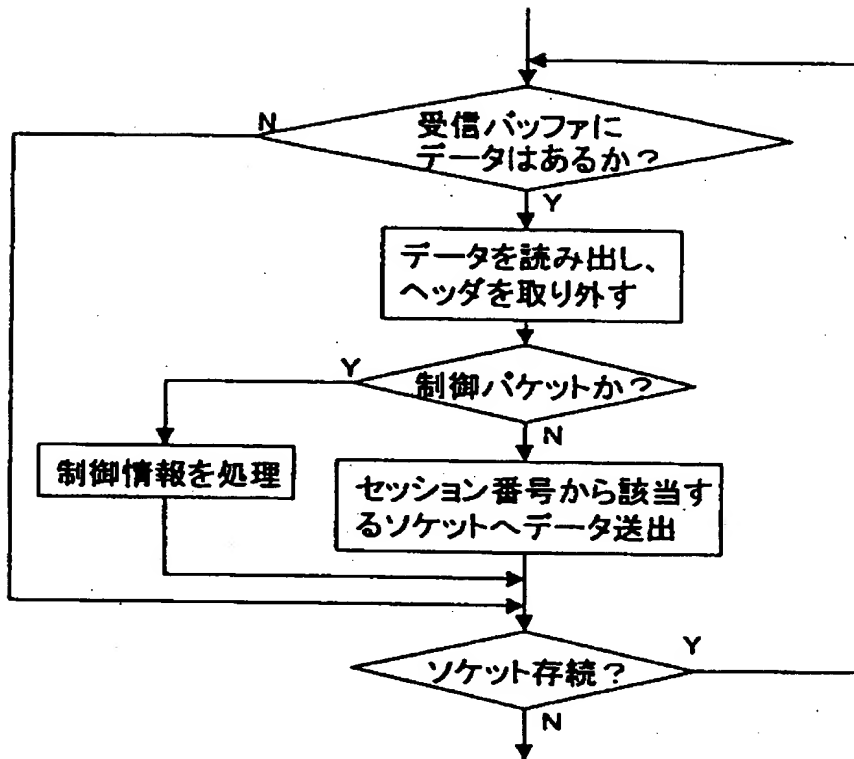 受信バッファに
データはあるか?
N
Y
データを読み出し、
ヘッダを取り外す
Y
制御パケットか?
N
制御情報を処理
セッション番号から該当す
るソケットへデータ送出
ソケット存続?
Y
N